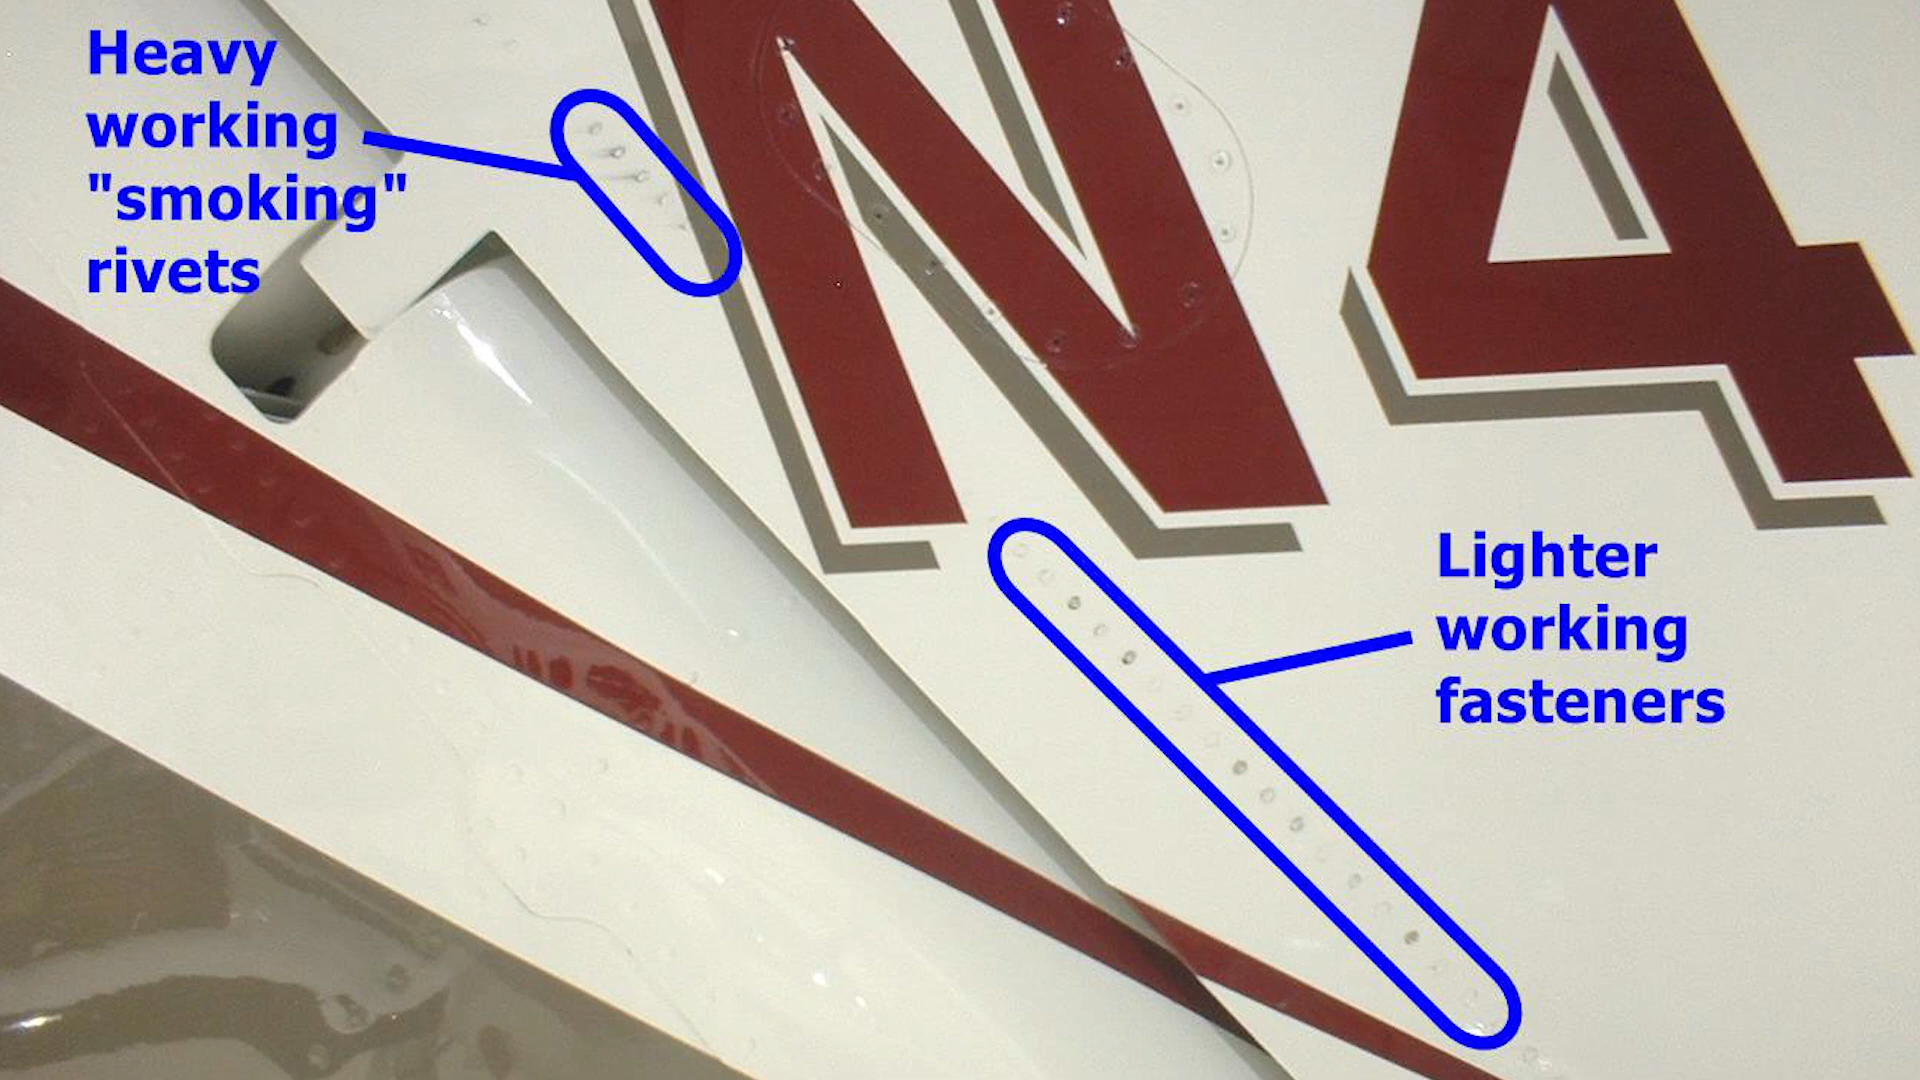 Heavy
working
"smoking"
rivets
N4
Lighter
working
fasteners